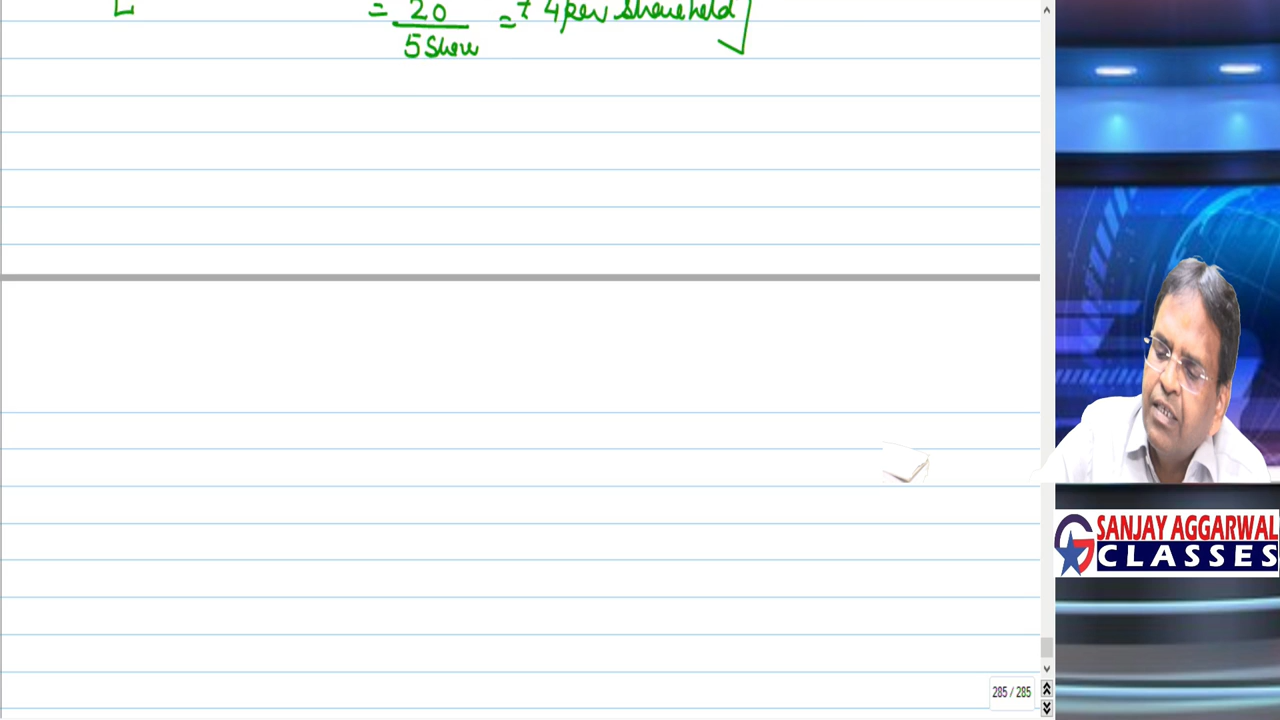 = 20 / 5 Share = ₹ 4 per Share held
SANJAY AGGARWAL
CLASSES
285 / 285